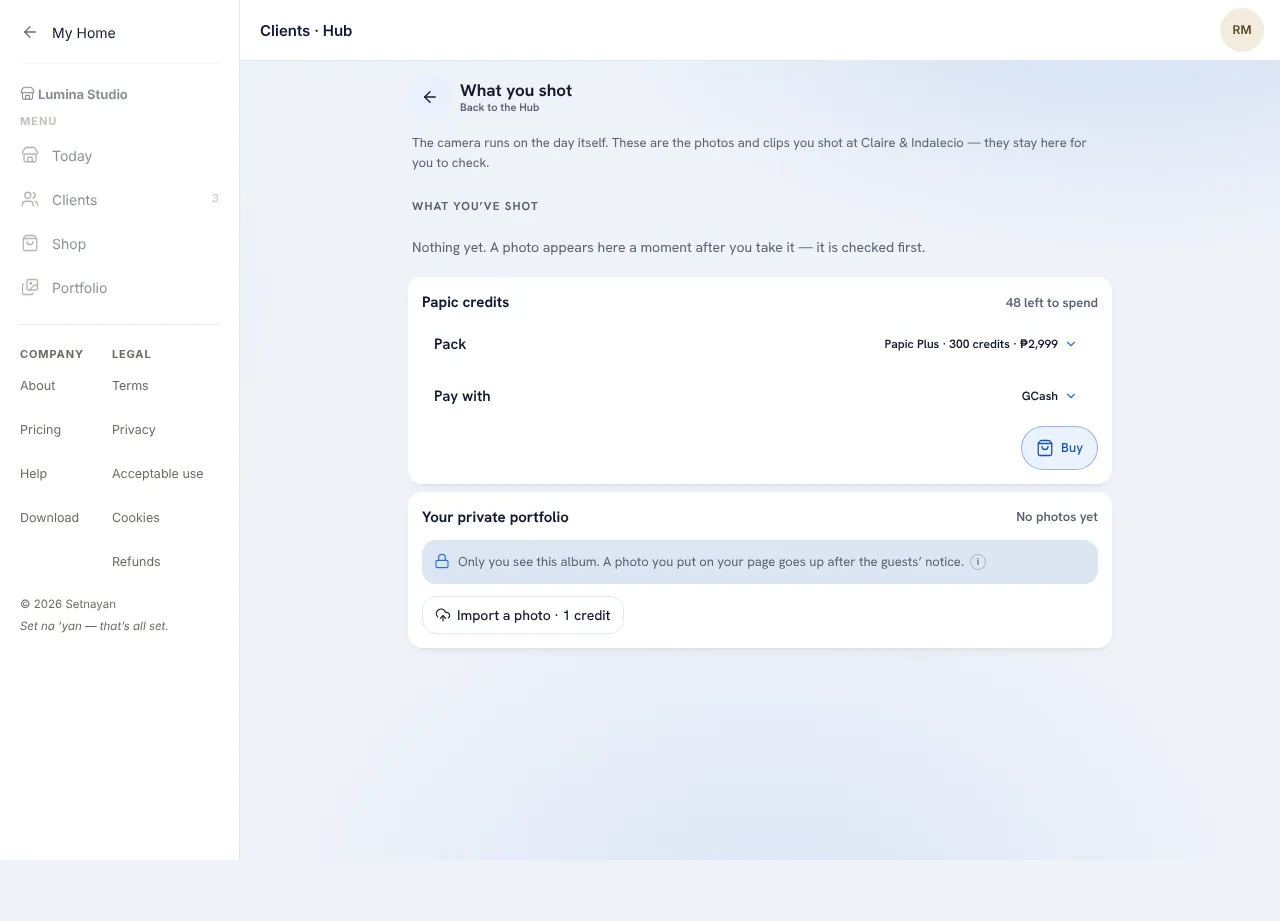 My Home
Clients · Hub
RM
Lumina Studio
MENU
Today
Clients 3
Shop
Portfolio
COMPANY
LEGAL
About
Terms
Pricing
Privacy
Help
Acceptable use
Download
Cookies
Refunds
© 2026 Setnayan
Set na ’yan — that's all set.
What you shot
Back to the Hub
The camera runs on the day itself. These are the photos and clips you shot at Claire & Indalecio — they stay here for
you to check.
WHAT YOU’VE SHOT
Nothing yet. A photo appears here a moment after you take it — it is checked first.
Papic credits
48 left to spend
Pack
Papic Plus · 300 credits · ₱2,999
Pay with
GCash
Buy
Your private portfolio
No photos yet
Only you see this album. A photo you put on your page goes up after the guests’ notice. i
Import a photo · 1 credit